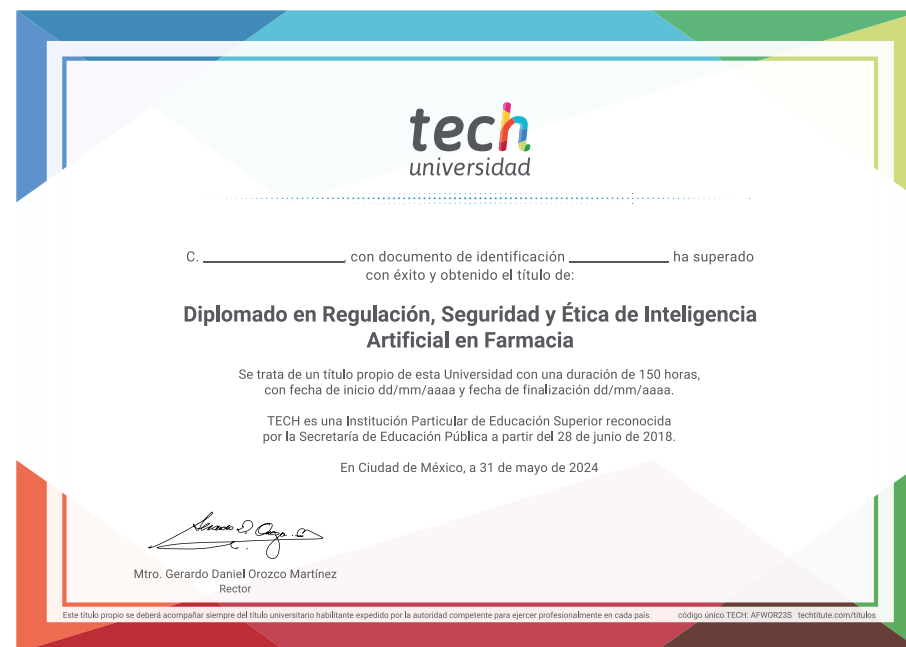 tech
universidad
C. ____________________, con documento de identificación ______________ ha superado
con éxito y obtenido el título de:
Diplomado en Regulación, Seguridad y Ética de Inteligencia
Artificial en Farmacia
Se trata de un título propio de esta Universidad con una duración de 150 horas,
con fecha de inicio dd/mm/aaaa y fecha de finalización dd/mm/aaaa.
TECH es una Institución Particular de Educación Superior reconocida
por la Secretaría de Educación Pública a partir del 28 de junio de 2018.
En Ciudad de México, a 31 de mayo de 2024
Mtro. Gerardo Daniel Orozco Martínez
Rector
Este título propio se deberá acompañar siempre del título universitario habilitante expedido por la autoridad competente para ejercer profesionalmente en cada país. código único TECH: AFWOR23S techtitute.com/titulos